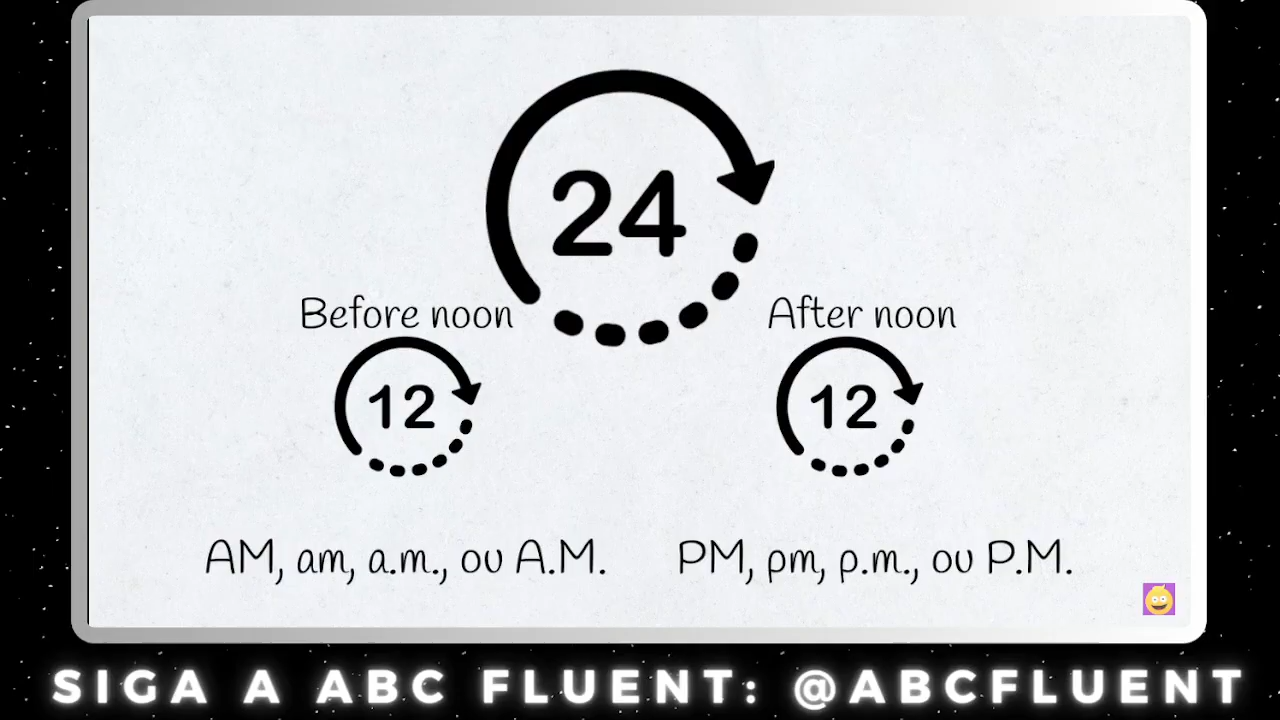 24
Before noon
After noon
12
12
AM, am, a.m., ou A.M.
PM, pm, p.m., ou P.M.
SIGA A ABC FLUENT: @ABCFLUENT